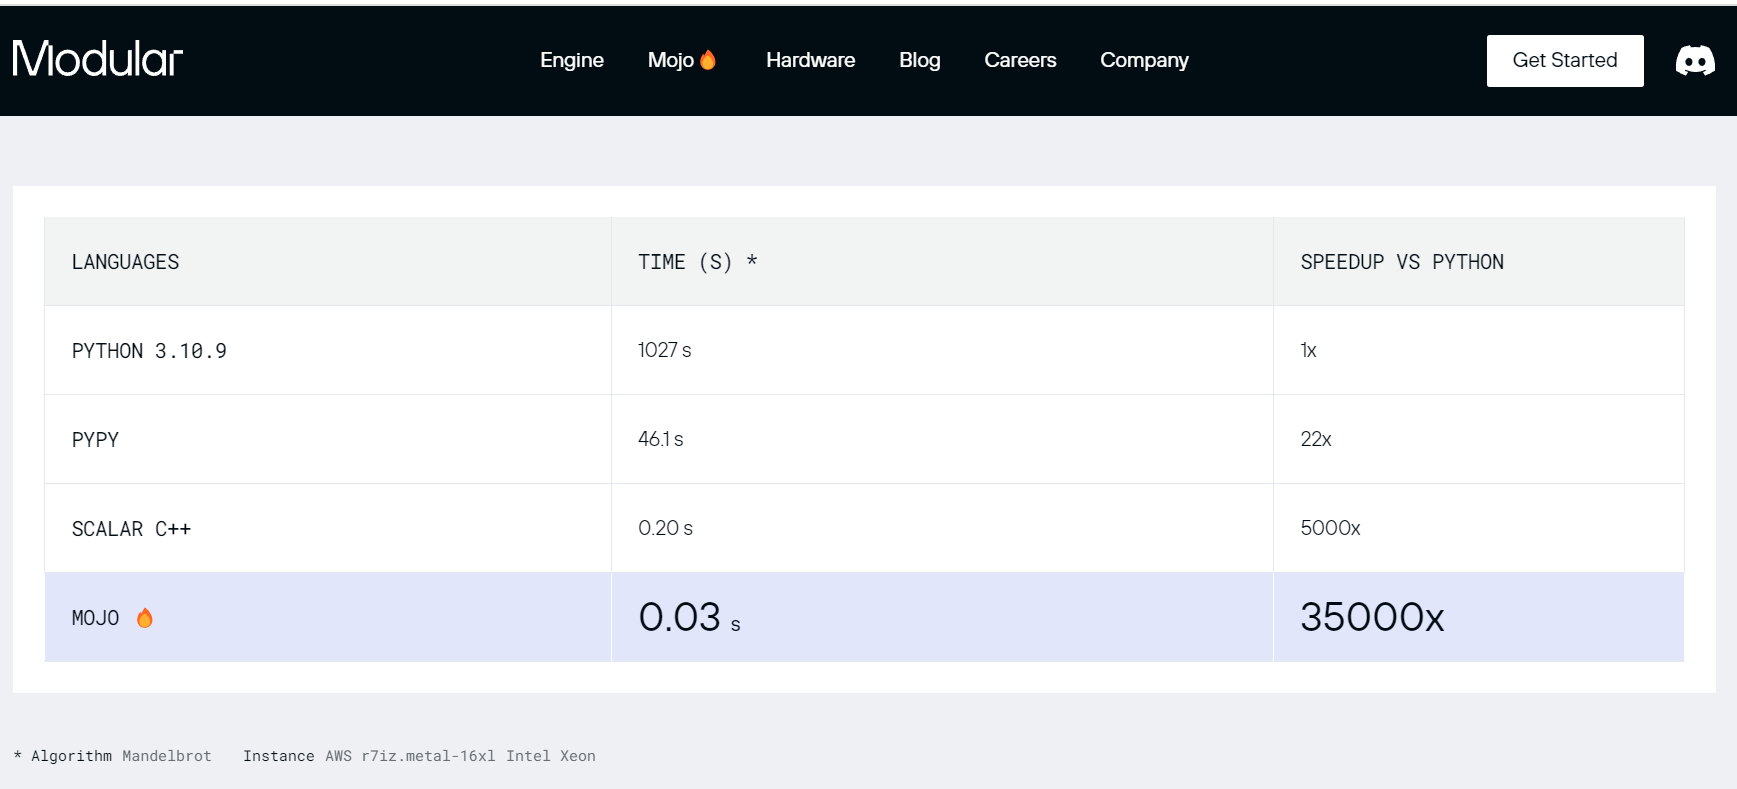 Modular Engine Mojo🔥 Hardware Blog Careers Company Get Started
LANGUAGES TIME (S) * SPEEDUP VS PYTHON
PYTHON 3.10.9 1027 s 1x
PYPY 46.1 s 22x
SCALAR C++ 0.20 s 5000x
MOJO 🔥 0.03 s 35000x
* Algorithm Mandelbrot Instance AWS r7iz.metal-16xl Intel Xeon